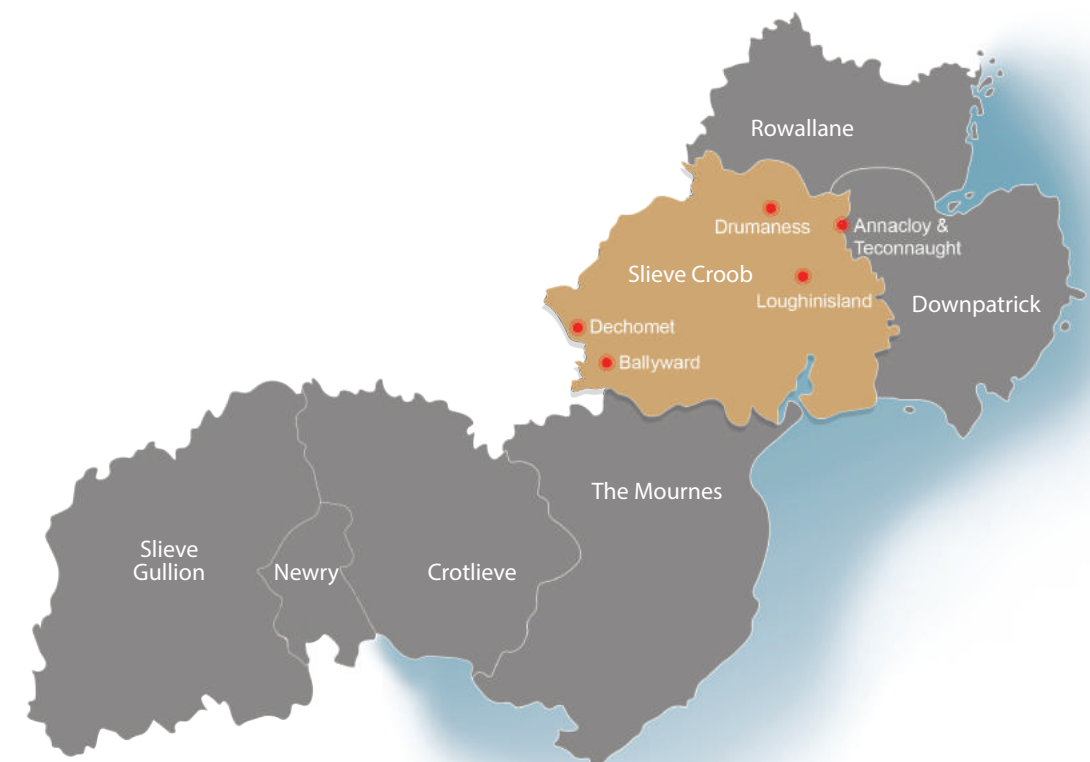 Rowallane
Drumaness
Annacloy &
Teconnaught
Slieve Croob
Loughinisland
Downpatrick
Dechomet
Ballyward
The Mournes
Slieve
Gullion
Newry
Crotlieve